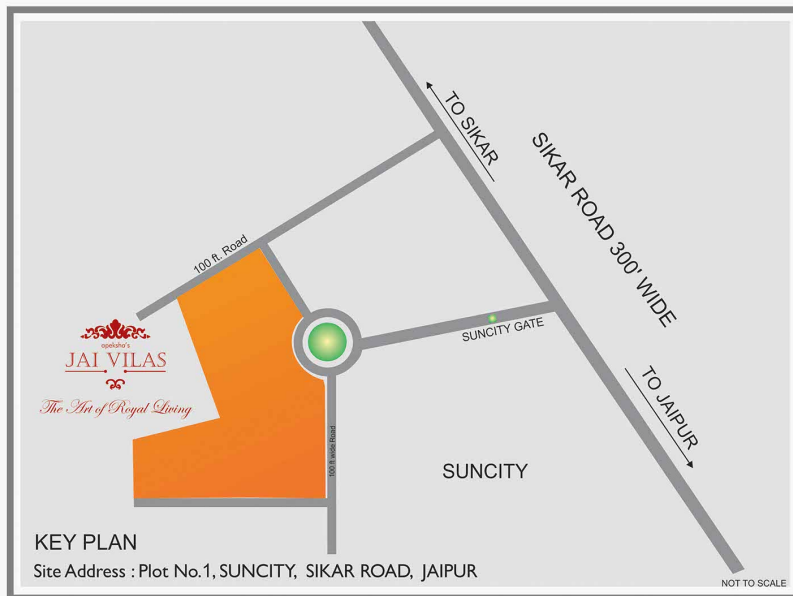 TO SIKAR
SIKAR ROAD 300' WIDE
100 ft. Road
apeksha's
JAI VILAS
The Art of Royal Living
SUNCITY GATE
TO JAIPUR
100 ft wide Road
SUNCITY
KEY PLAN
Site Address : Plot No.1, SUNCITY, SIKAR ROAD, JAIPUR
NOT TO SCALE